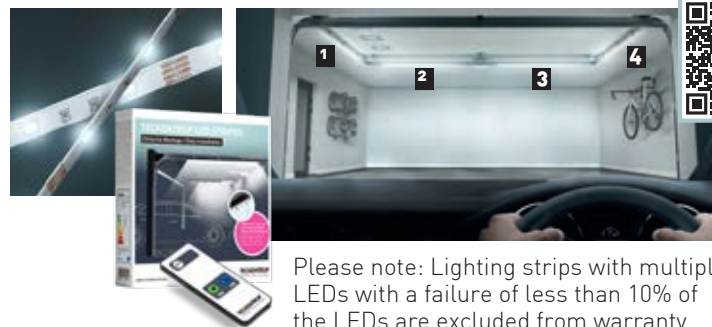 1
2
3
4
Please note: Lighting strips with multipl
LEDs with a failure of less than 10% of
the LEDs are excluded from warranty